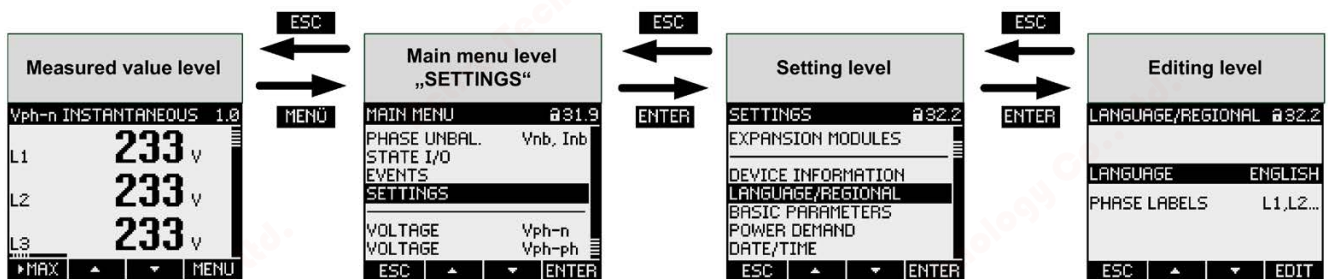 ESC
ESC
ESC
Measured value level
MENÜ
Vph-n INSTANTANEOUS 1.0
L1 233 V
L2 233 V
L3 233 V
▸MAX ▲ ▼ MENU
Main menu level
„SETTINGS“
ENTER
MAIN MENU 31.9
PHASE UNBAL. Vnb, Inb
STATE I/O
EVENTS
SETTINGS
VOLTAGE Vph-n
VOLTAGE Vph-ph
ESC ▲ ▼ ENTER
Setting level
ENTER
SETTINGS 32.2
EXPANSION MODULES
DEVICE INFORMATION
LANGUAGE/REGIONAL
BASIC PARAMETERS
POWER DEMAND
DATE/TIME
ESC ▲ ▼ ENTER
Editing level
LANGUAGE/REGIONAL 32.2
LANGUAGE ENGLISH
PHASE LABELS L1,L2...
ESC ▲ ▼ EDIT